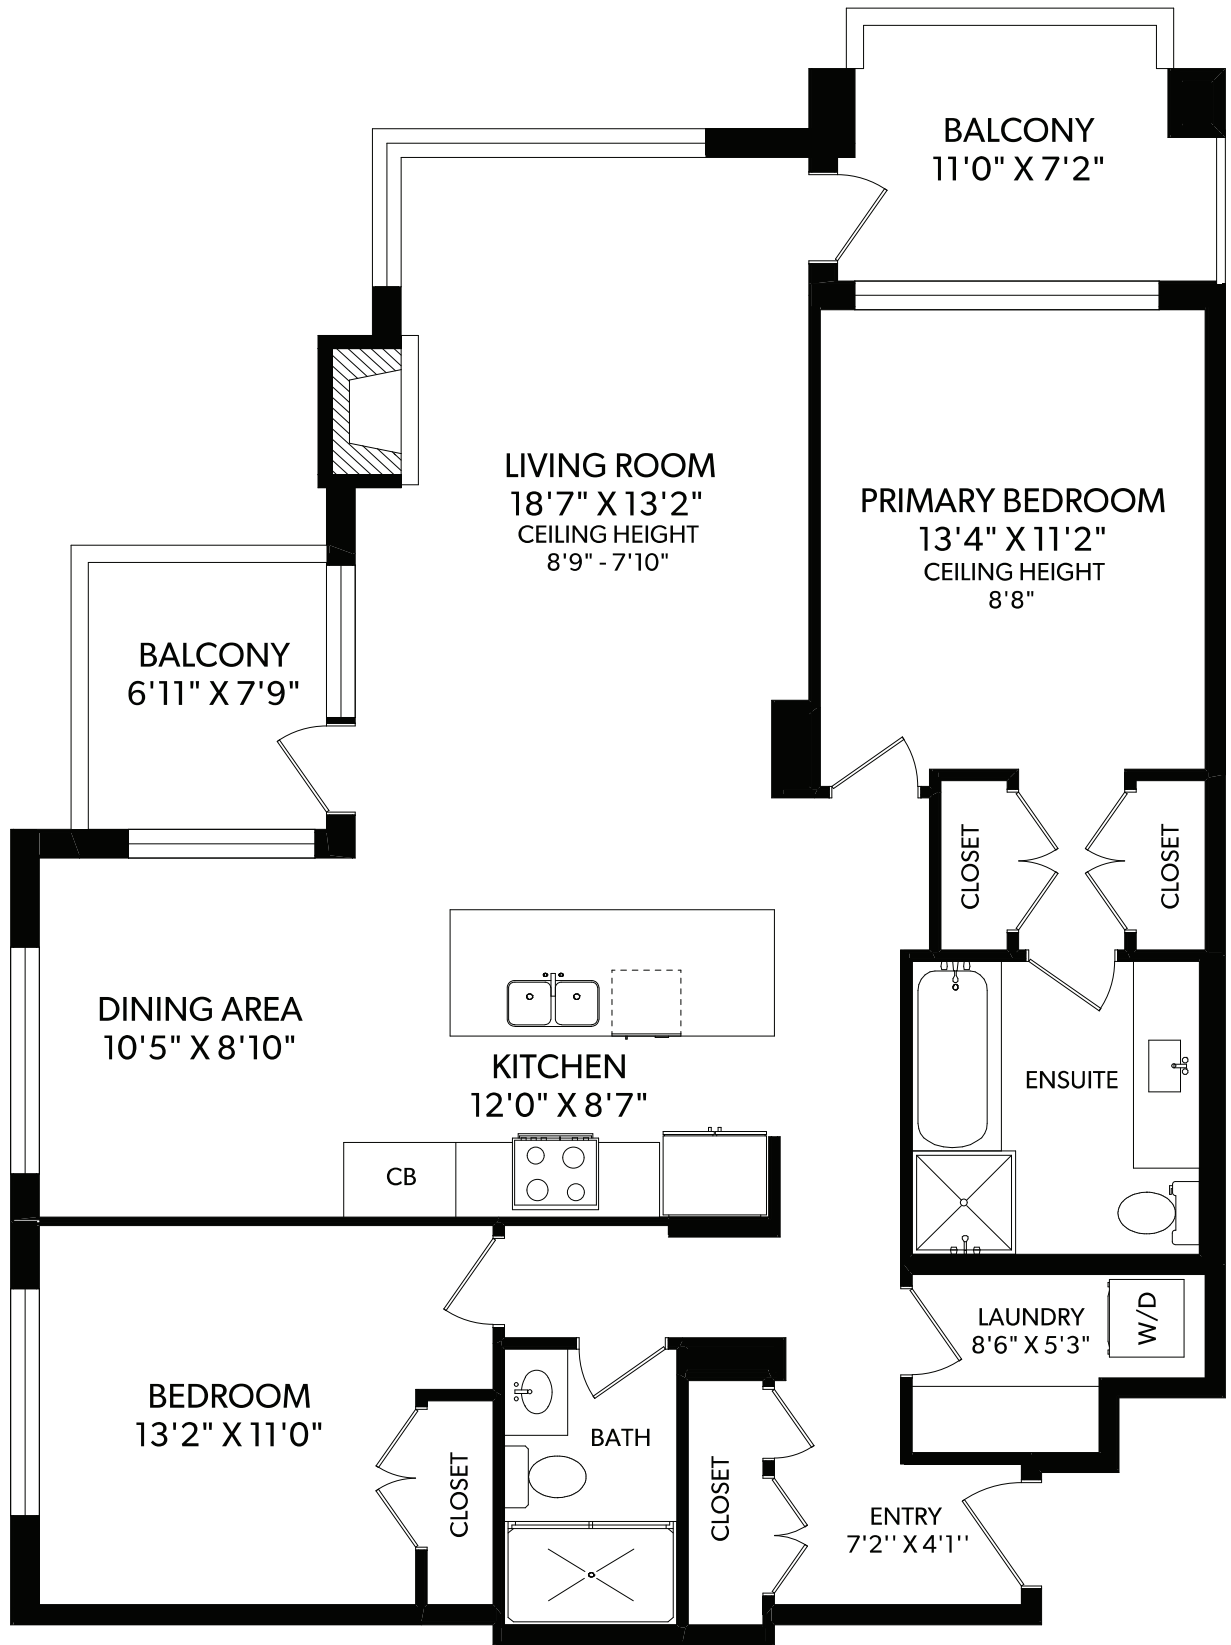 BALCONY
11'0" X 7'2"
LIVING ROOM
18'7" X 13'2"
CEILING HEIGHT
8'9" - 7'10"
PRIMARY BEDROOM
13'4" X 11'2"
CEILING HEIGHT
8'8"
BALCONY
6'11" X 7'9"
CLOSET
CLOSET
DINING AREA
10'5" X 8'10"
KITCHEN
12'0" X 8'7"
ENSUITE
CB
LAUNDRY
8'6" X 5'3"
W/D
BEDROOM
13'2" X 11'0"
BATH
CLOSET
CLOSET
ENTRY
7'2'' X 4'1''